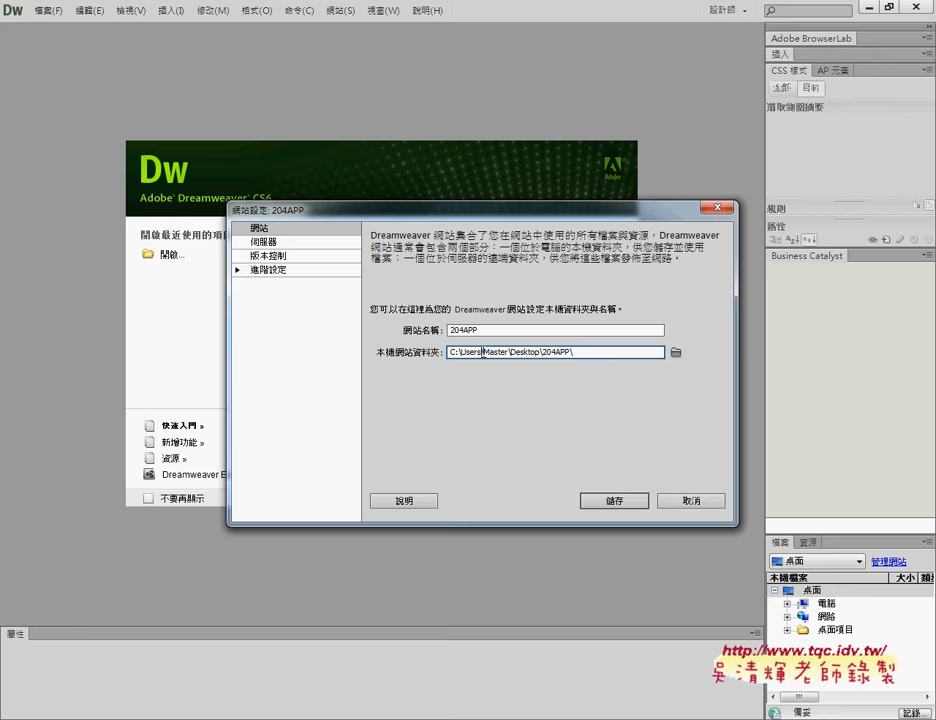 Dw 檔案(F) 編輯(E) 檢視(V) 插入(I) 修改(M) 格式(O) 命令(C) 網站(S) 視窗(W) 說明(H) 設計師
Adobe BrowserLab
插入
CSS 樣式 AP 元素
全部 目前
選取範圍摘要
規則
屬性
Business Catalyst
Dw
Adobe Dreamweaver CS6
Adobe
開啟最近使用的項
開啟...
快速入門 »
新增功能 »
資源 »
Dreamweaver E
不要再顯示
網站設定: 204APP
網站
伺服器
版本控制
進階設定
Dreamweaver 網站集合了您在網站中使用的所有檔案與資源，Dreamweaver
網站通常會包含兩個部分：一個位於電腦的本機資料夾，供您儲存並使用
檔案；一個位於伺服器的遠端資料夾，供您將這些檔案發佈至網路。
您可以在這裡為您的 Dreamweaver 網站設定本機資料夾與名稱。
網站名稱: 204APP
本機網站資料夾: C:\Users\Master\Desktop\204APP\
說明 儲存 取消
檔案 資源
桌面 管理網站
本機檔案 大小 類
桌面
電腦
網路
桌面項目
備妥 記錄...
屬性
http://www.tqc.idv.tw/
吳清輝老師錄製